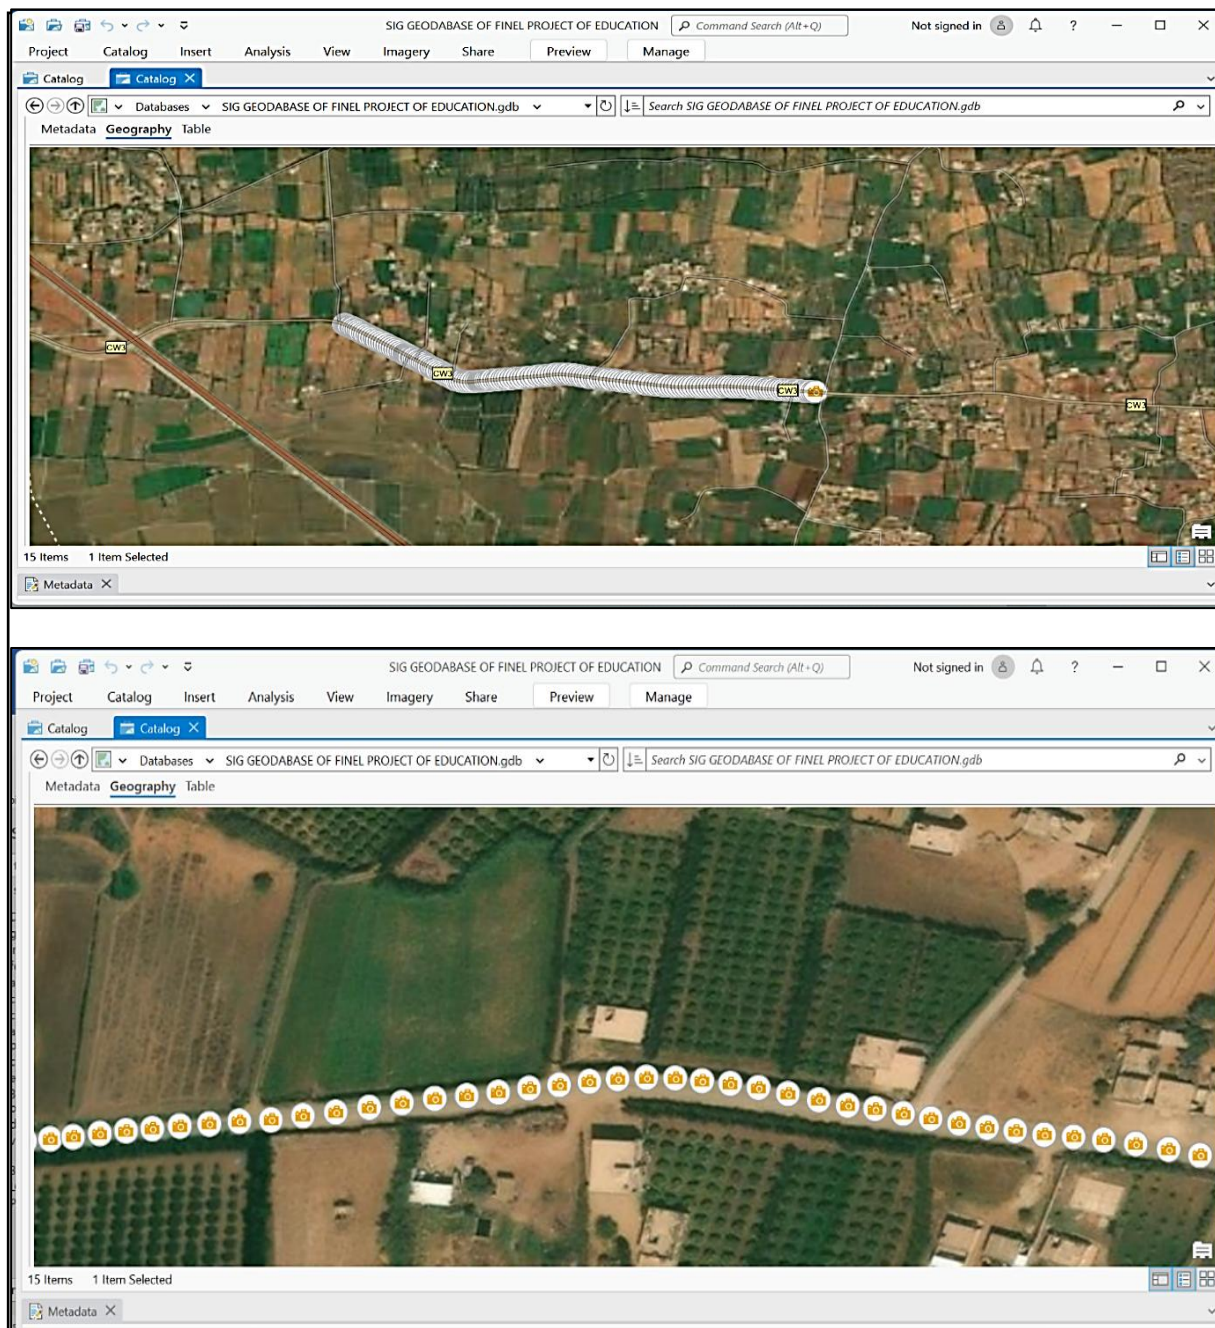 SIG GEODABASE OF FINEL PROJECT OF EDUCATION Command Search (Alt+Q) Not signed in ?
Project Catalog Insert Analysis View Imagery Share Preview Manage
Catalog Catalog
Databases SIG GEODABASE OF FINEL PROJECT OF EDUCATION.gdb Search SIG GEODABASE OF FINEL PROJECT OF EDUCATION.gdb
Metadata Geography Table
CW3
CW3
CW3
CW3
15 Items 1 Item Selected
Metadata
SIG GEODABASE OF FINEL PROJECT OF EDUCATION Command Search (Alt+Q) Not signed in ?
Project Catalog Insert Analysis View Imagery Share Preview Manage
Catalog Catalog
Databases SIG GEODABASE OF FINEL PROJECT OF EDUCATION.gdb Search SIG GEODABASE OF FINEL PROJECT OF EDUCATION.gdb
Metadata Geography Table
15 Items 1 Item Selected
Metadata